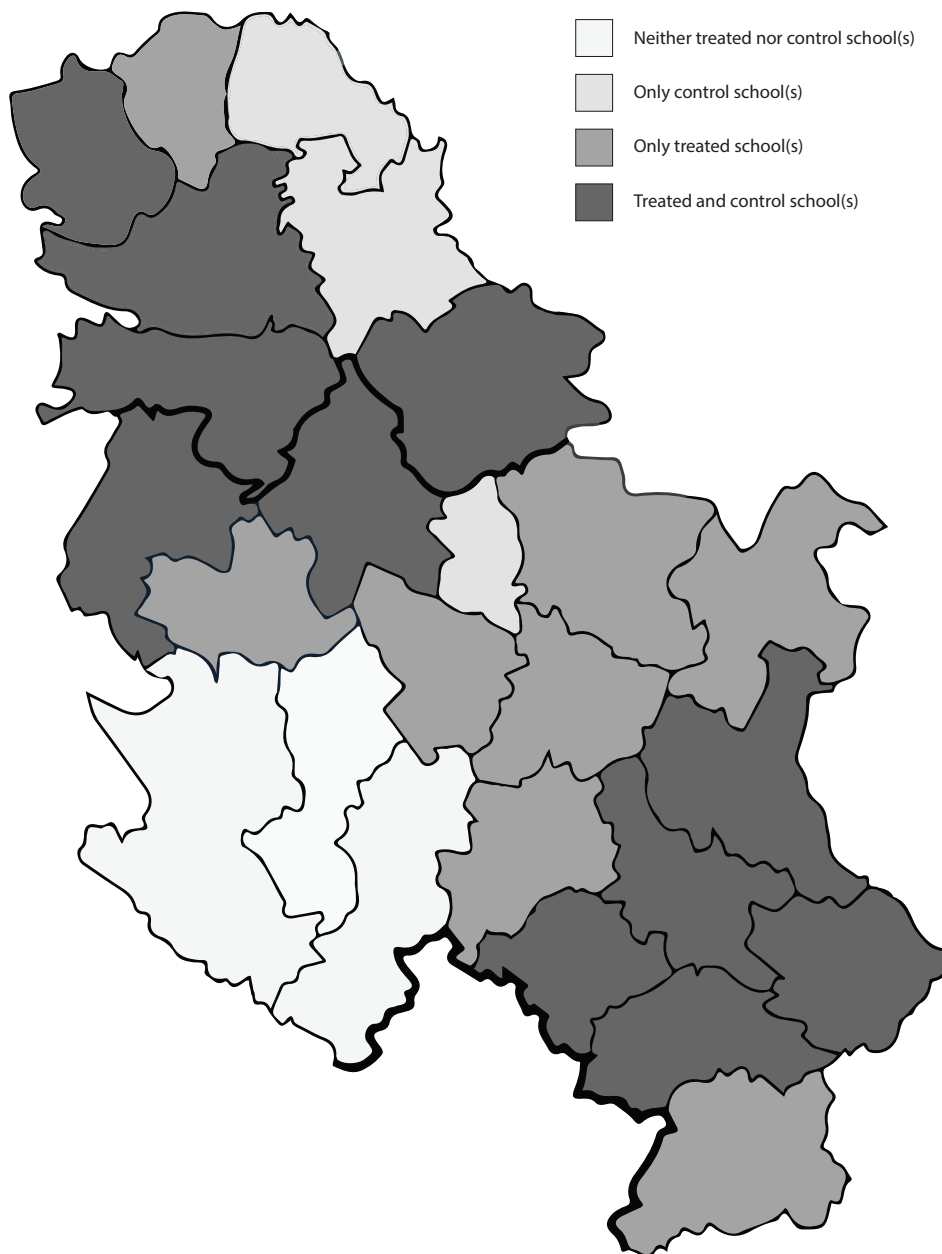 Neither treated nor control school(s)
Only control school(s)
Only treated school(s)
Treated and control school(s)